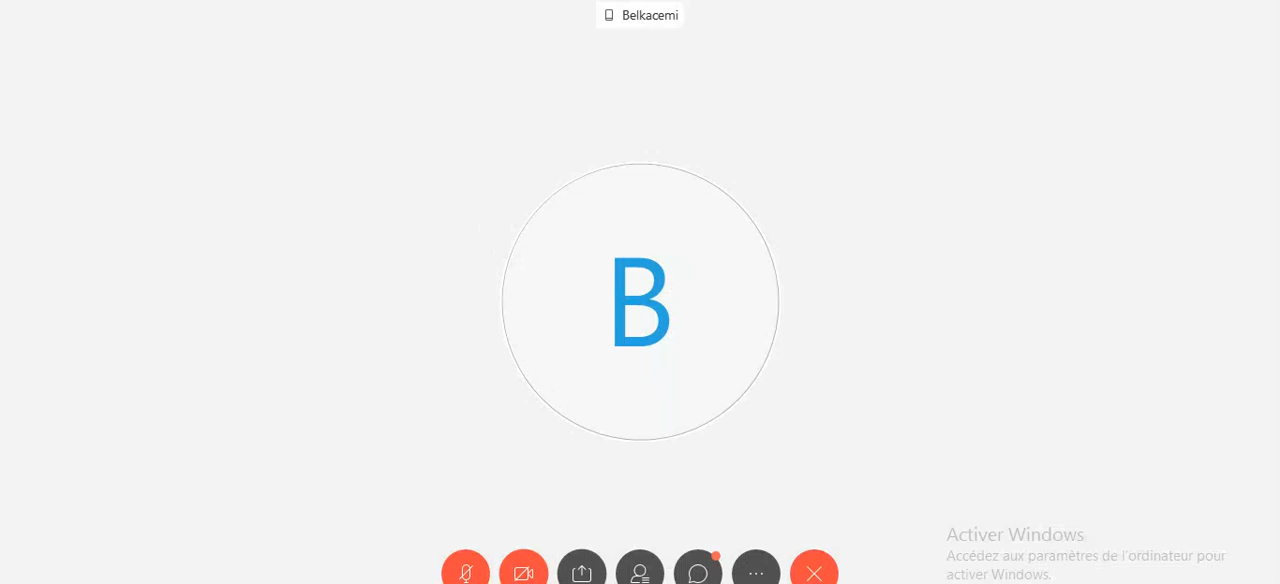 Belkacemi
B
Activer Windows
Accédez aux paramètres de l'ordinateur pour
activer Windows.